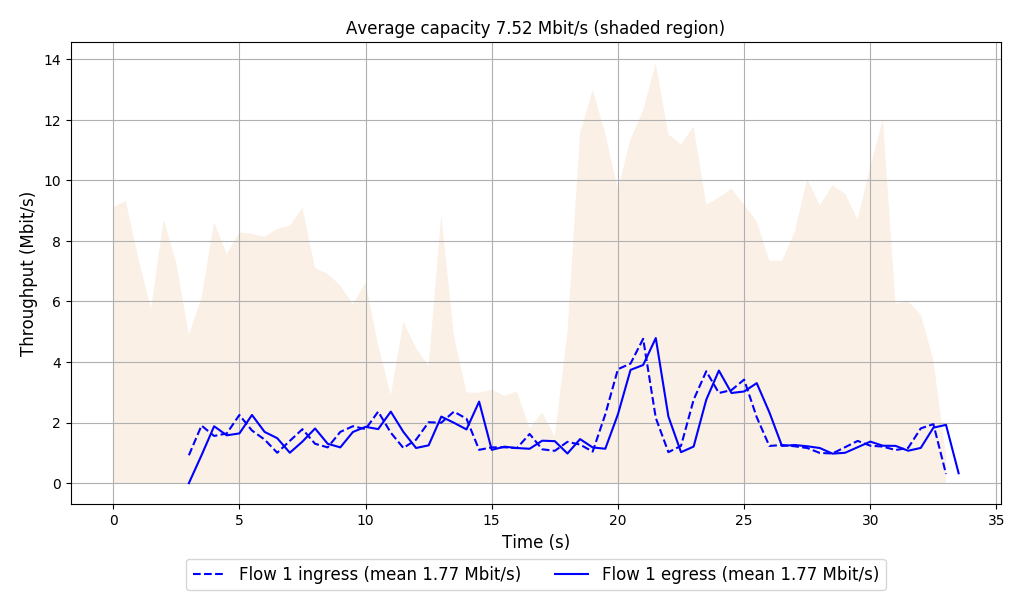 Average capacity 7.52 Mbit/s (shaded region)
14
12
10
8
6
4
2
0
Throughput (Mbit/s)
0 5 10 15 20 25 30 35
Time (s)
Flow 1 ingress (mean 1.77 Mbit/s) Flow 1 egress (mean 1.77 Mbit/s)